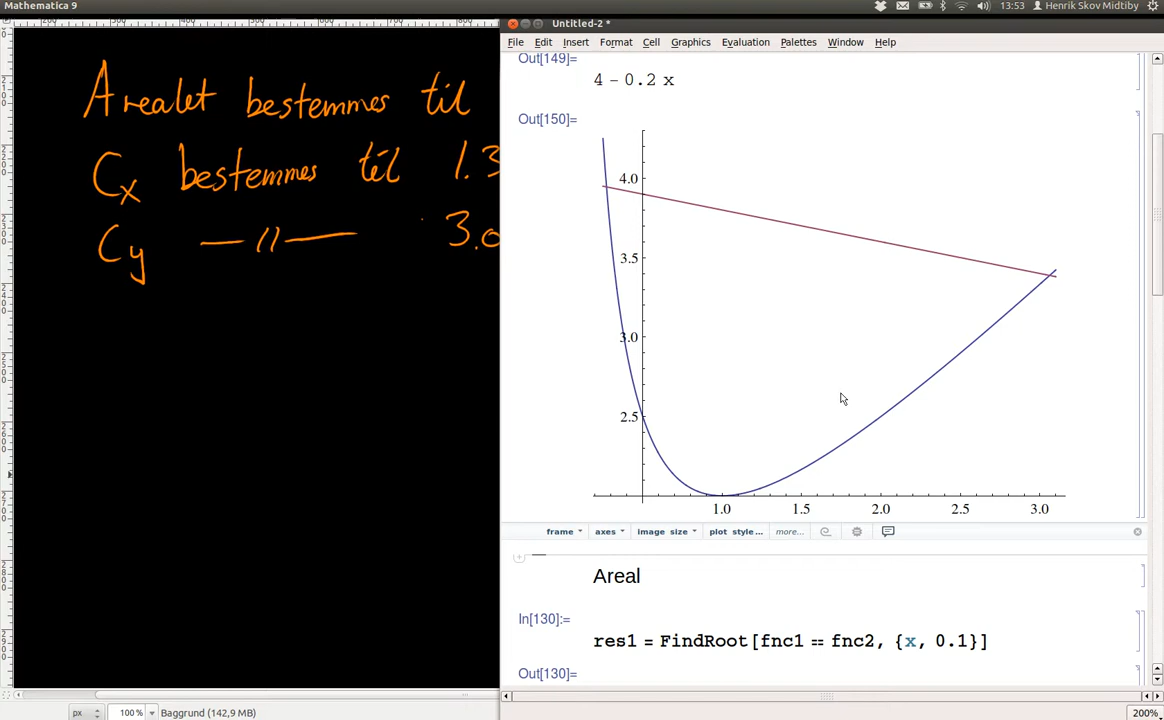 Mathematica 9
13:53 Henrik Skov Midtiby
Untitled-2 *
File Edit Insert Format Cell Graphics Evaluation Palettes Window Help
Arealet bestemmes til
Cx bestemmes til 1.3
Cy —//— 3.0
Out[149]=
4 - 0.2 x
Out[150]=
4.0
3.5
3.0
2.5
1.0 1.5 2.0 2.5 3.0
frame axes image size plot style... more...
Areal
In[130]:=
res1 = FindRoot[fnc1 == fnc2, {x, 0.1}]
Out[130]=
200%
px 100% Baggrund (142,9 MB)